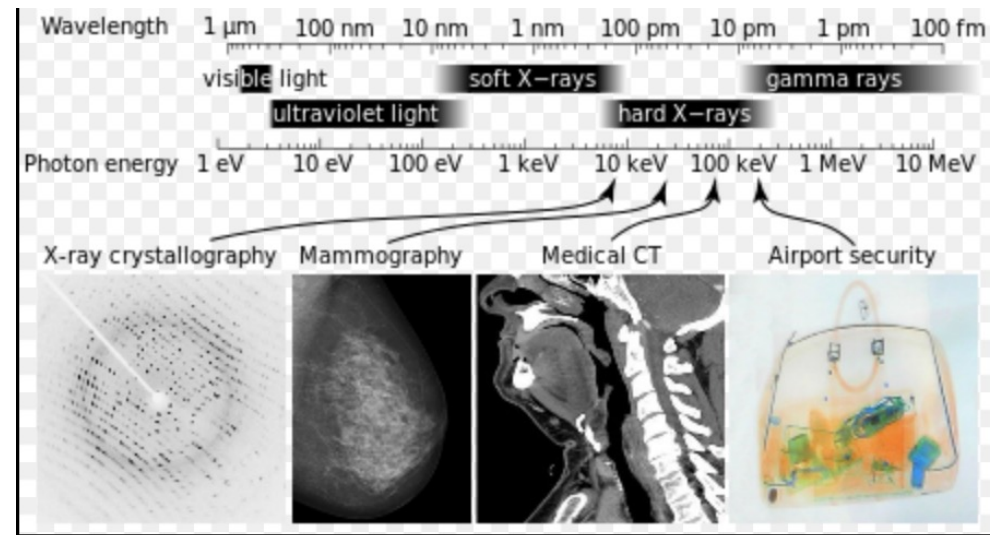 Wavelength 1 µm 100 nm 10 nm 1 nm 100 pm 10 pm 1 pm 100 fm
visible light soft X−rays gamma rays
ultraviolet light hard X−rays
Photon energy 1 eV 10 eV 100 eV 1 keV 10 keV 100 keV 1 MeV 10 MeV
X-ray crystallography Mammography Medical CT Airport security